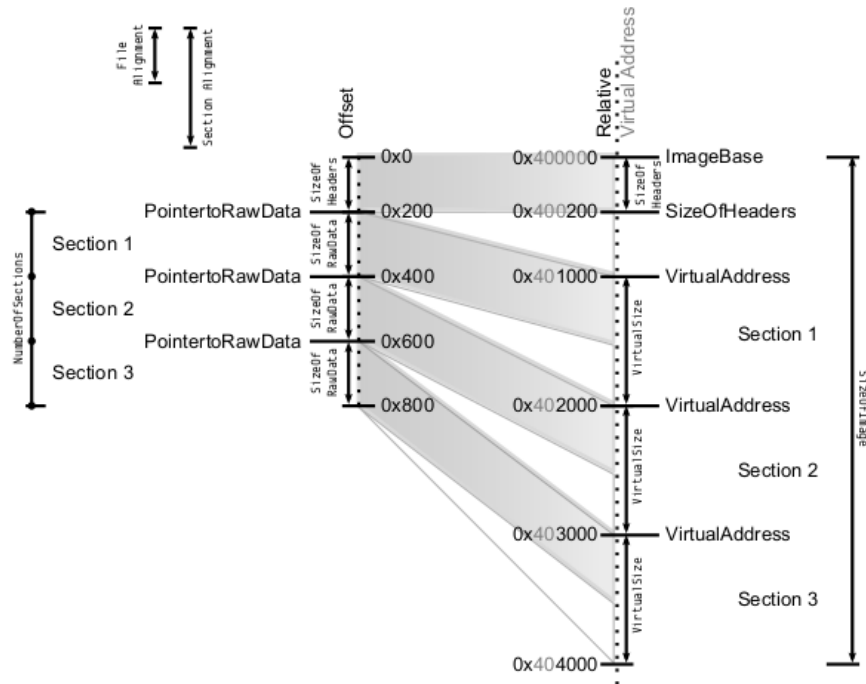 File
Alignment
Section Alignment
Offset
Relative
Virtual Address
0x0
0x400000
ImageBase
SizeOf
Headers
SizeOf
Headers
PointertoRawData
0x200
0x400200
SizeOfHeaders
Section 1
SizeOf
RawData
PointertoRawData
0x400
0x401000
VirtualAddress
NumberOfSections
Section 2
SizeOf
RawData
VirtualSize
Section 1
PointertoRawData
0x600
Section 3
SizeOf
RawData
0x800
0x402000
VirtualAddress
SizeOfImage
VirtualSize
Section 2
0x403000
VirtualAddress
VirtualSize
Section 3
0x404000